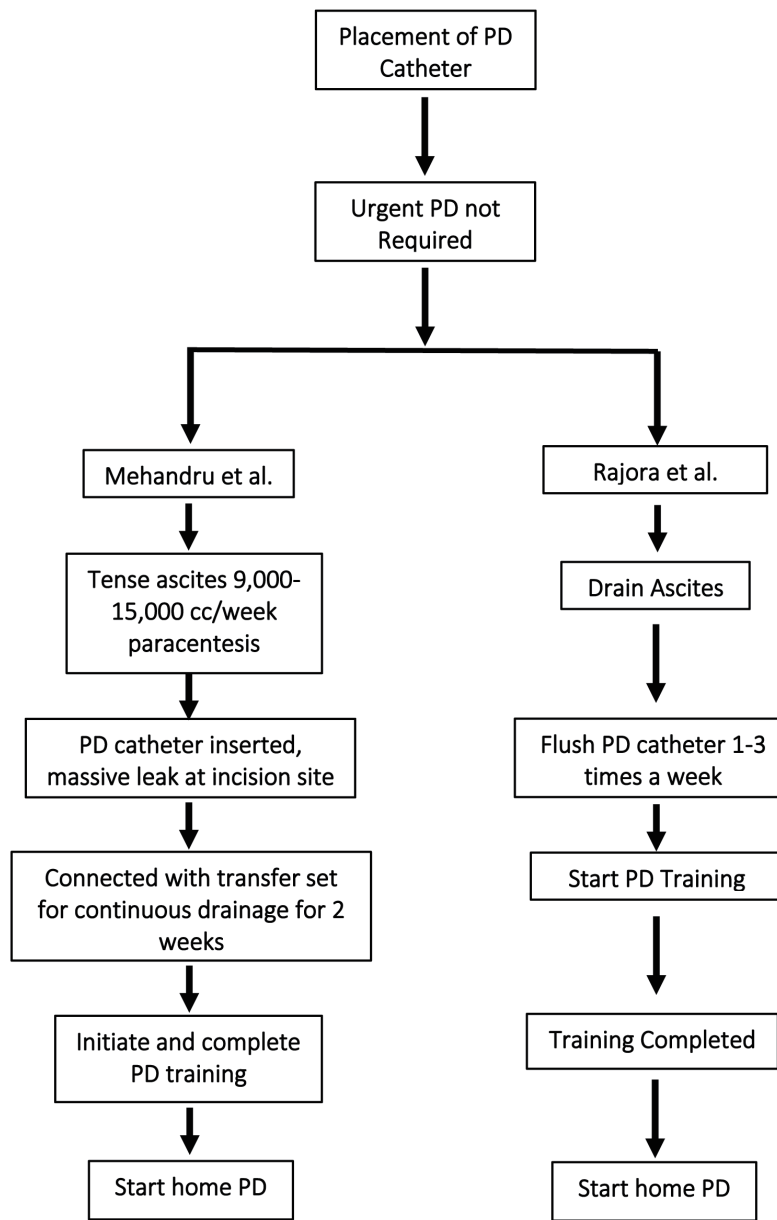 Placement of PD
Catheter
Urgent PD not
Required
Mehandru et al.
Tense ascites 9,000-
15,000 cc/week
paracentesis
PD catheter inserted,
massive leak at incision site
Connected with transfer set
for continuous drainage for 2
weeks
Initiate and complete
PD training
Start home PD
Rajora et al.
Drain Ascites
Flush PD catheter 1-3
times a week
Start PD Training
Training Completed
Start home PD